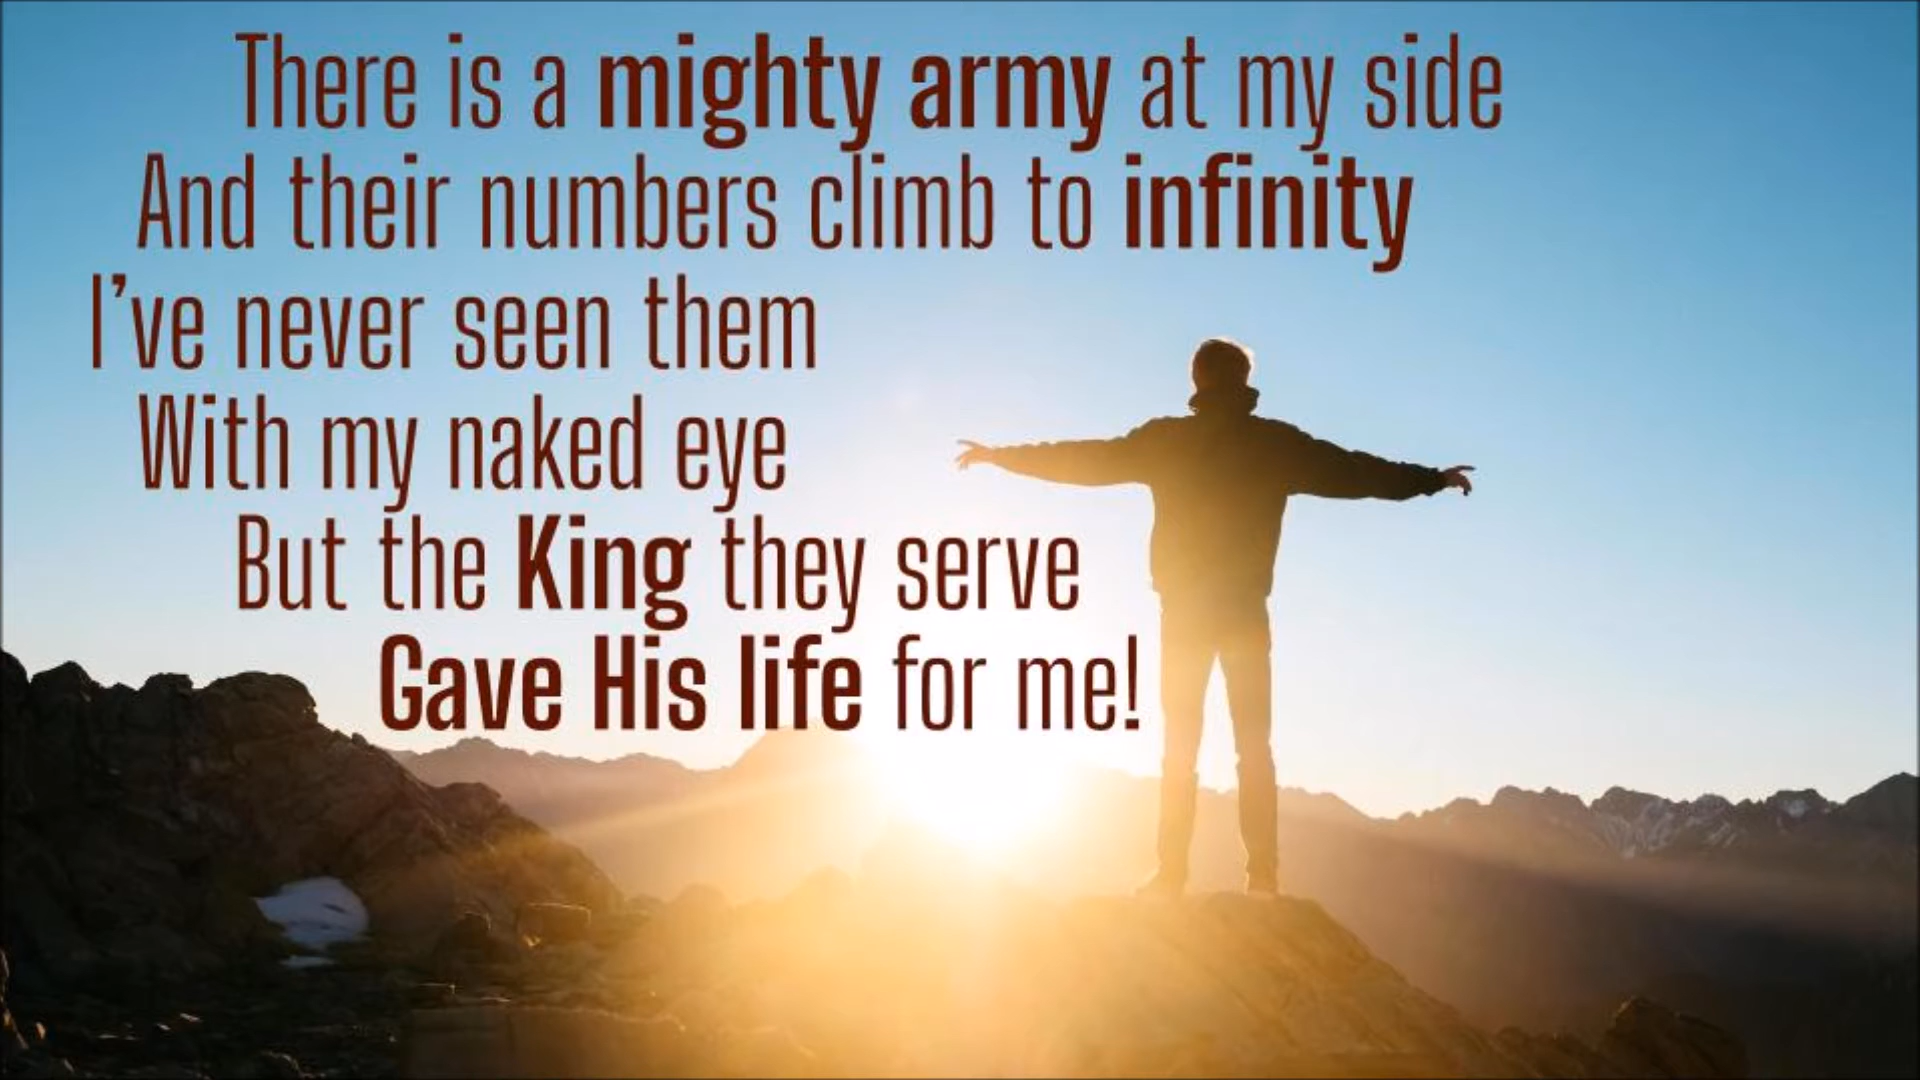 There is a mighty army at my side
And their numbers climb to infinity
I’ve never seen them
With my naked eye
But the King they serve
Gave His life for me!